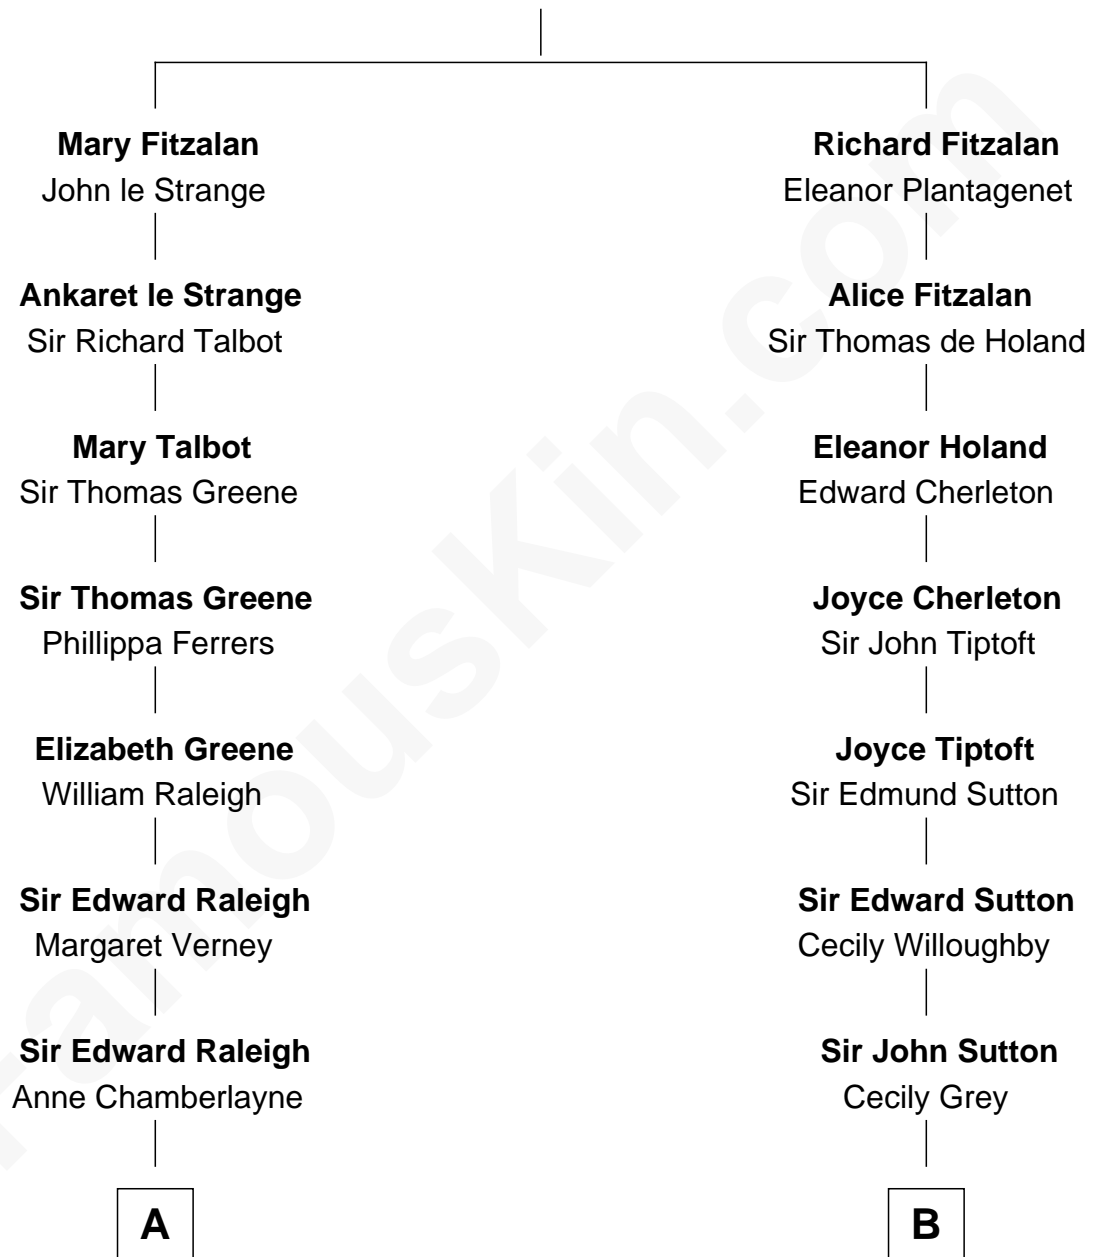 Mary Fitzalan
John le Strange
Richard Fitzalan
Eleanor Plantagenet
Ankaret le Strange
Sir Richard Talbot
Alice Fitzalan
Sir Thomas de Holand
Mary Talbot
Sir Thomas Greene
Eleanor Holand
Edward Cherleton
Sir Thomas Greene
Phillippa Ferrers
Joyce Cherleton
Sir John Tiptoft
Elizabeth Greene
William Raleigh
Joyce Tiptoft
Sir Edmund Sutton
Sir Edward Raleigh
Margaret Verney
Sir Edward Sutton
Cecily Willoughby
Sir Edward Raleigh
Anne Chamberlayne
Sir John Sutton
Cecily Grey
A
B
FamousKin.com